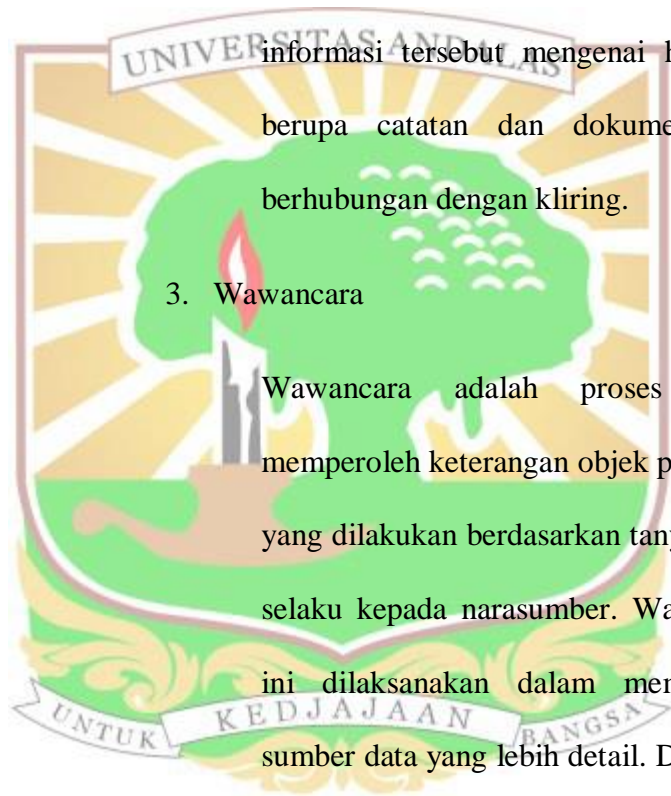 UNIVERSITAS ANDALAS
informasi tersebut mengenai
berupa catatan dan
berhubungan dengan kliring.
3. Wawancara
Wawancara adalah proses
memperoleh keterangan objek
yang dilakukan berdasarkan
selaku kepada narasumber.
ini dilaksanakan dalam
sumber data yang lebih detail.
UNTUK KEDJAJAAN BANGSA